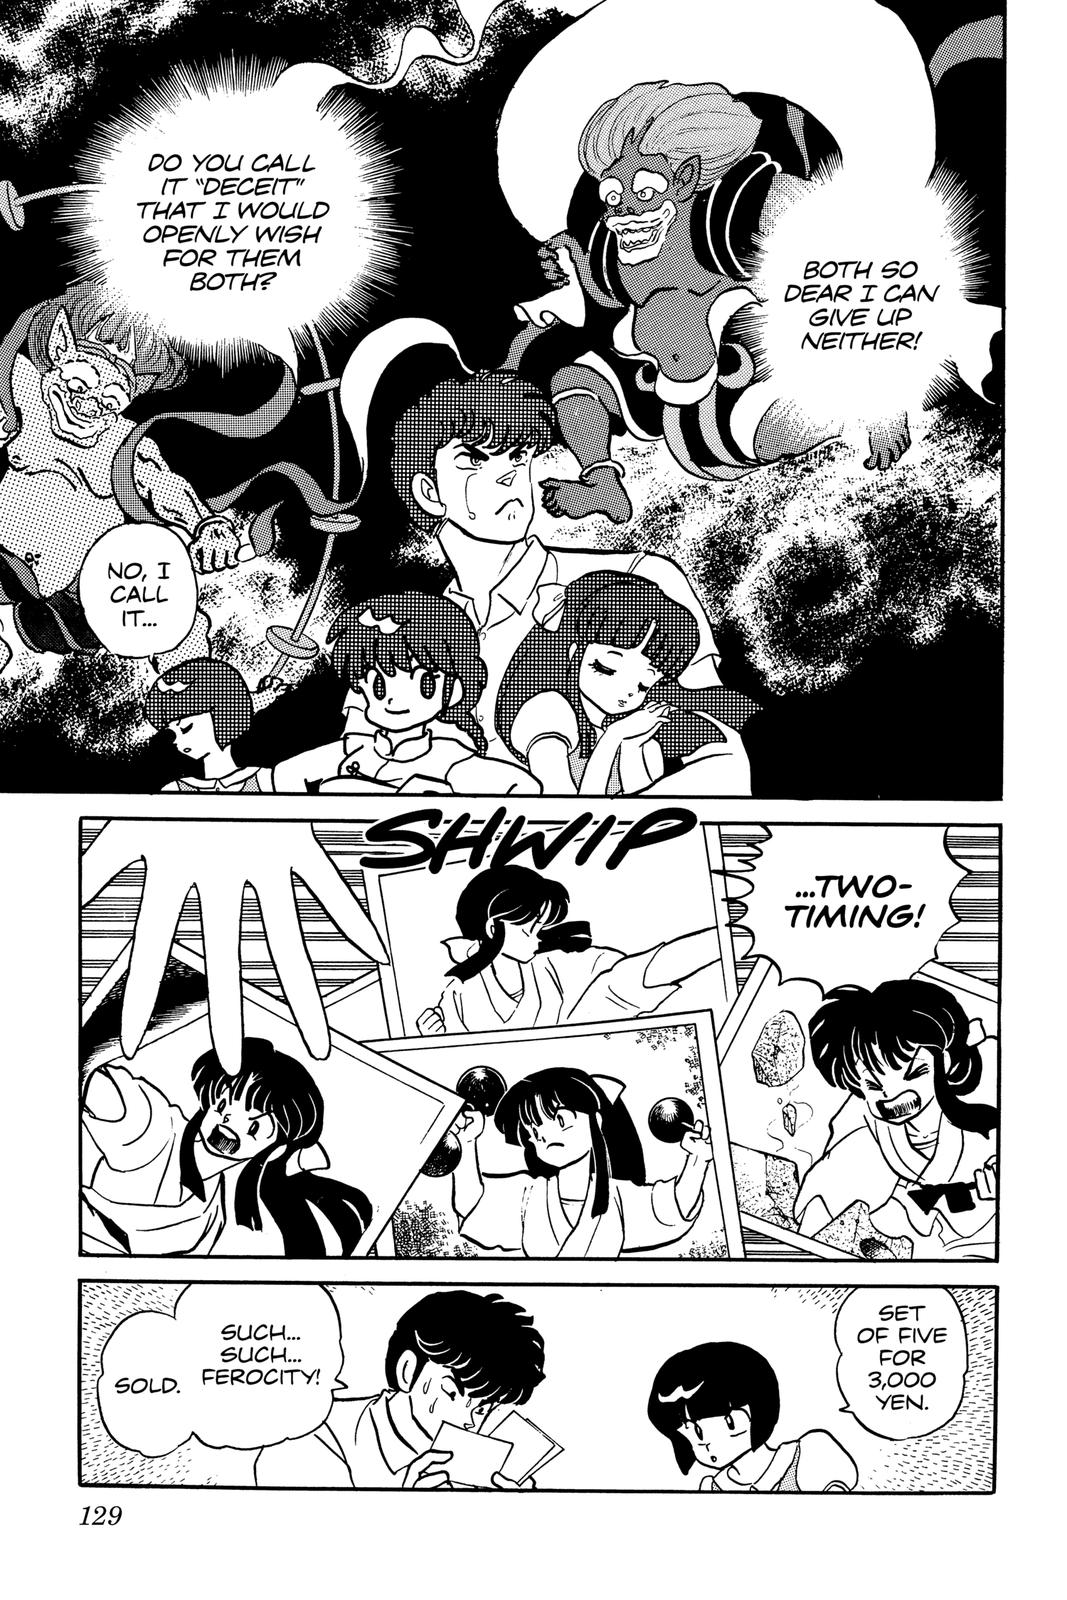 DO YOU CALL
IT "DECEIT"
THAT I WOULD
OPENLY WISH
FOR THEM
BOTH?
BOTH SO
DEAR I CAN
GIVE UP
NEITHER!
NO, I
CALL
IT...
SHWIP
...TWO-
TIMING!
SUCH...
SUCH...
FEROCITY!
SOLD.
SET
OF FIVE
FOR
3,000
YEN.
129